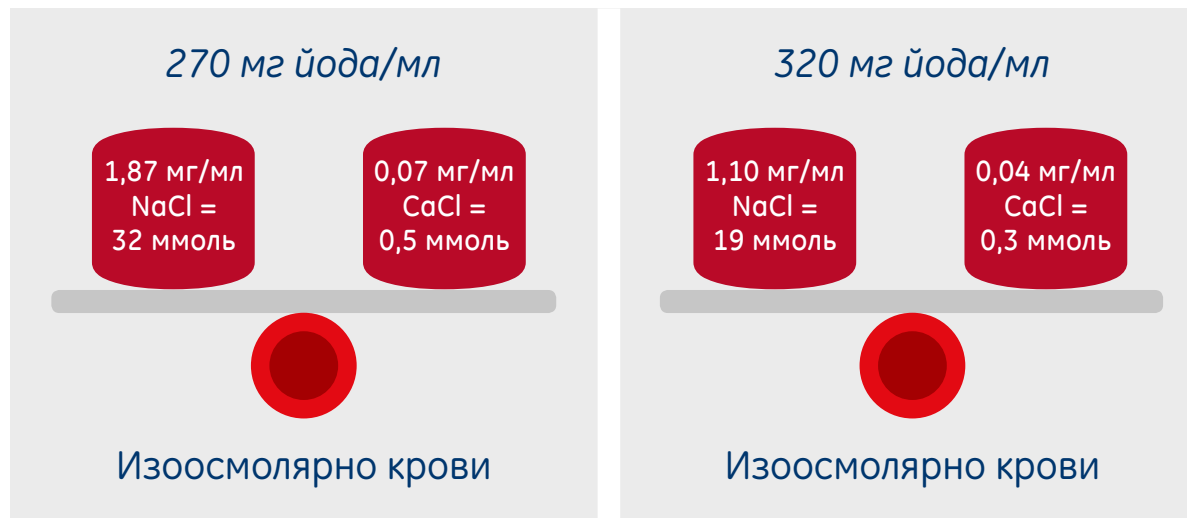 270 мг йода/мл
1,87 мг/мл
NaCl =
32 ммоль
0,07 мг/мл
CaCl =
0,5 ммоль
Изоосмолярно крови
320 мг йода/мл
1,10 мг/мл
NaCl =
19 ммоль
0,04 мг/мл
CaCl =
0,3 ммоль
Изоосмолярно крови